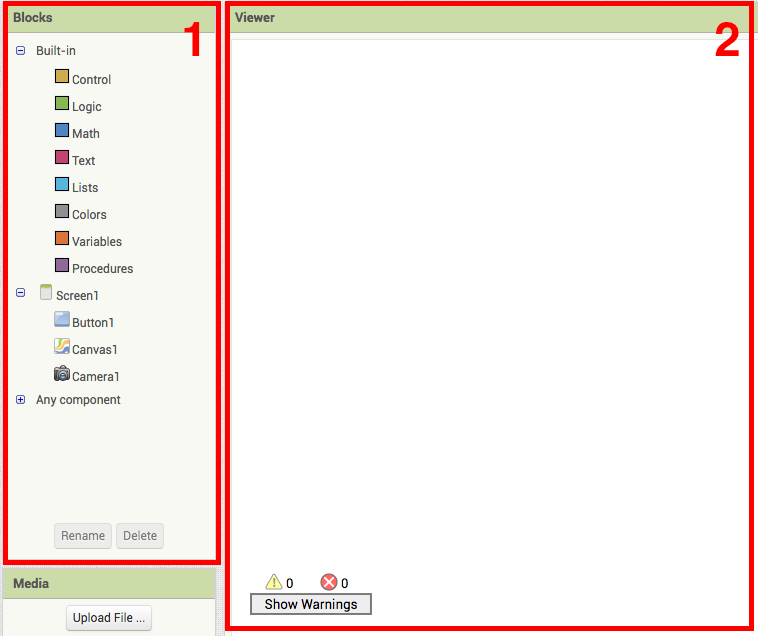 Blocks
1
Built-in
Control
Logic
Math
Text
Lists
Colors
Variables
Procedures
Screen1
Button1
Canvas1
Camera1
Any component
Rename Delete
Media
Upload File ...
Viewer
2
0 0
Show Warnings